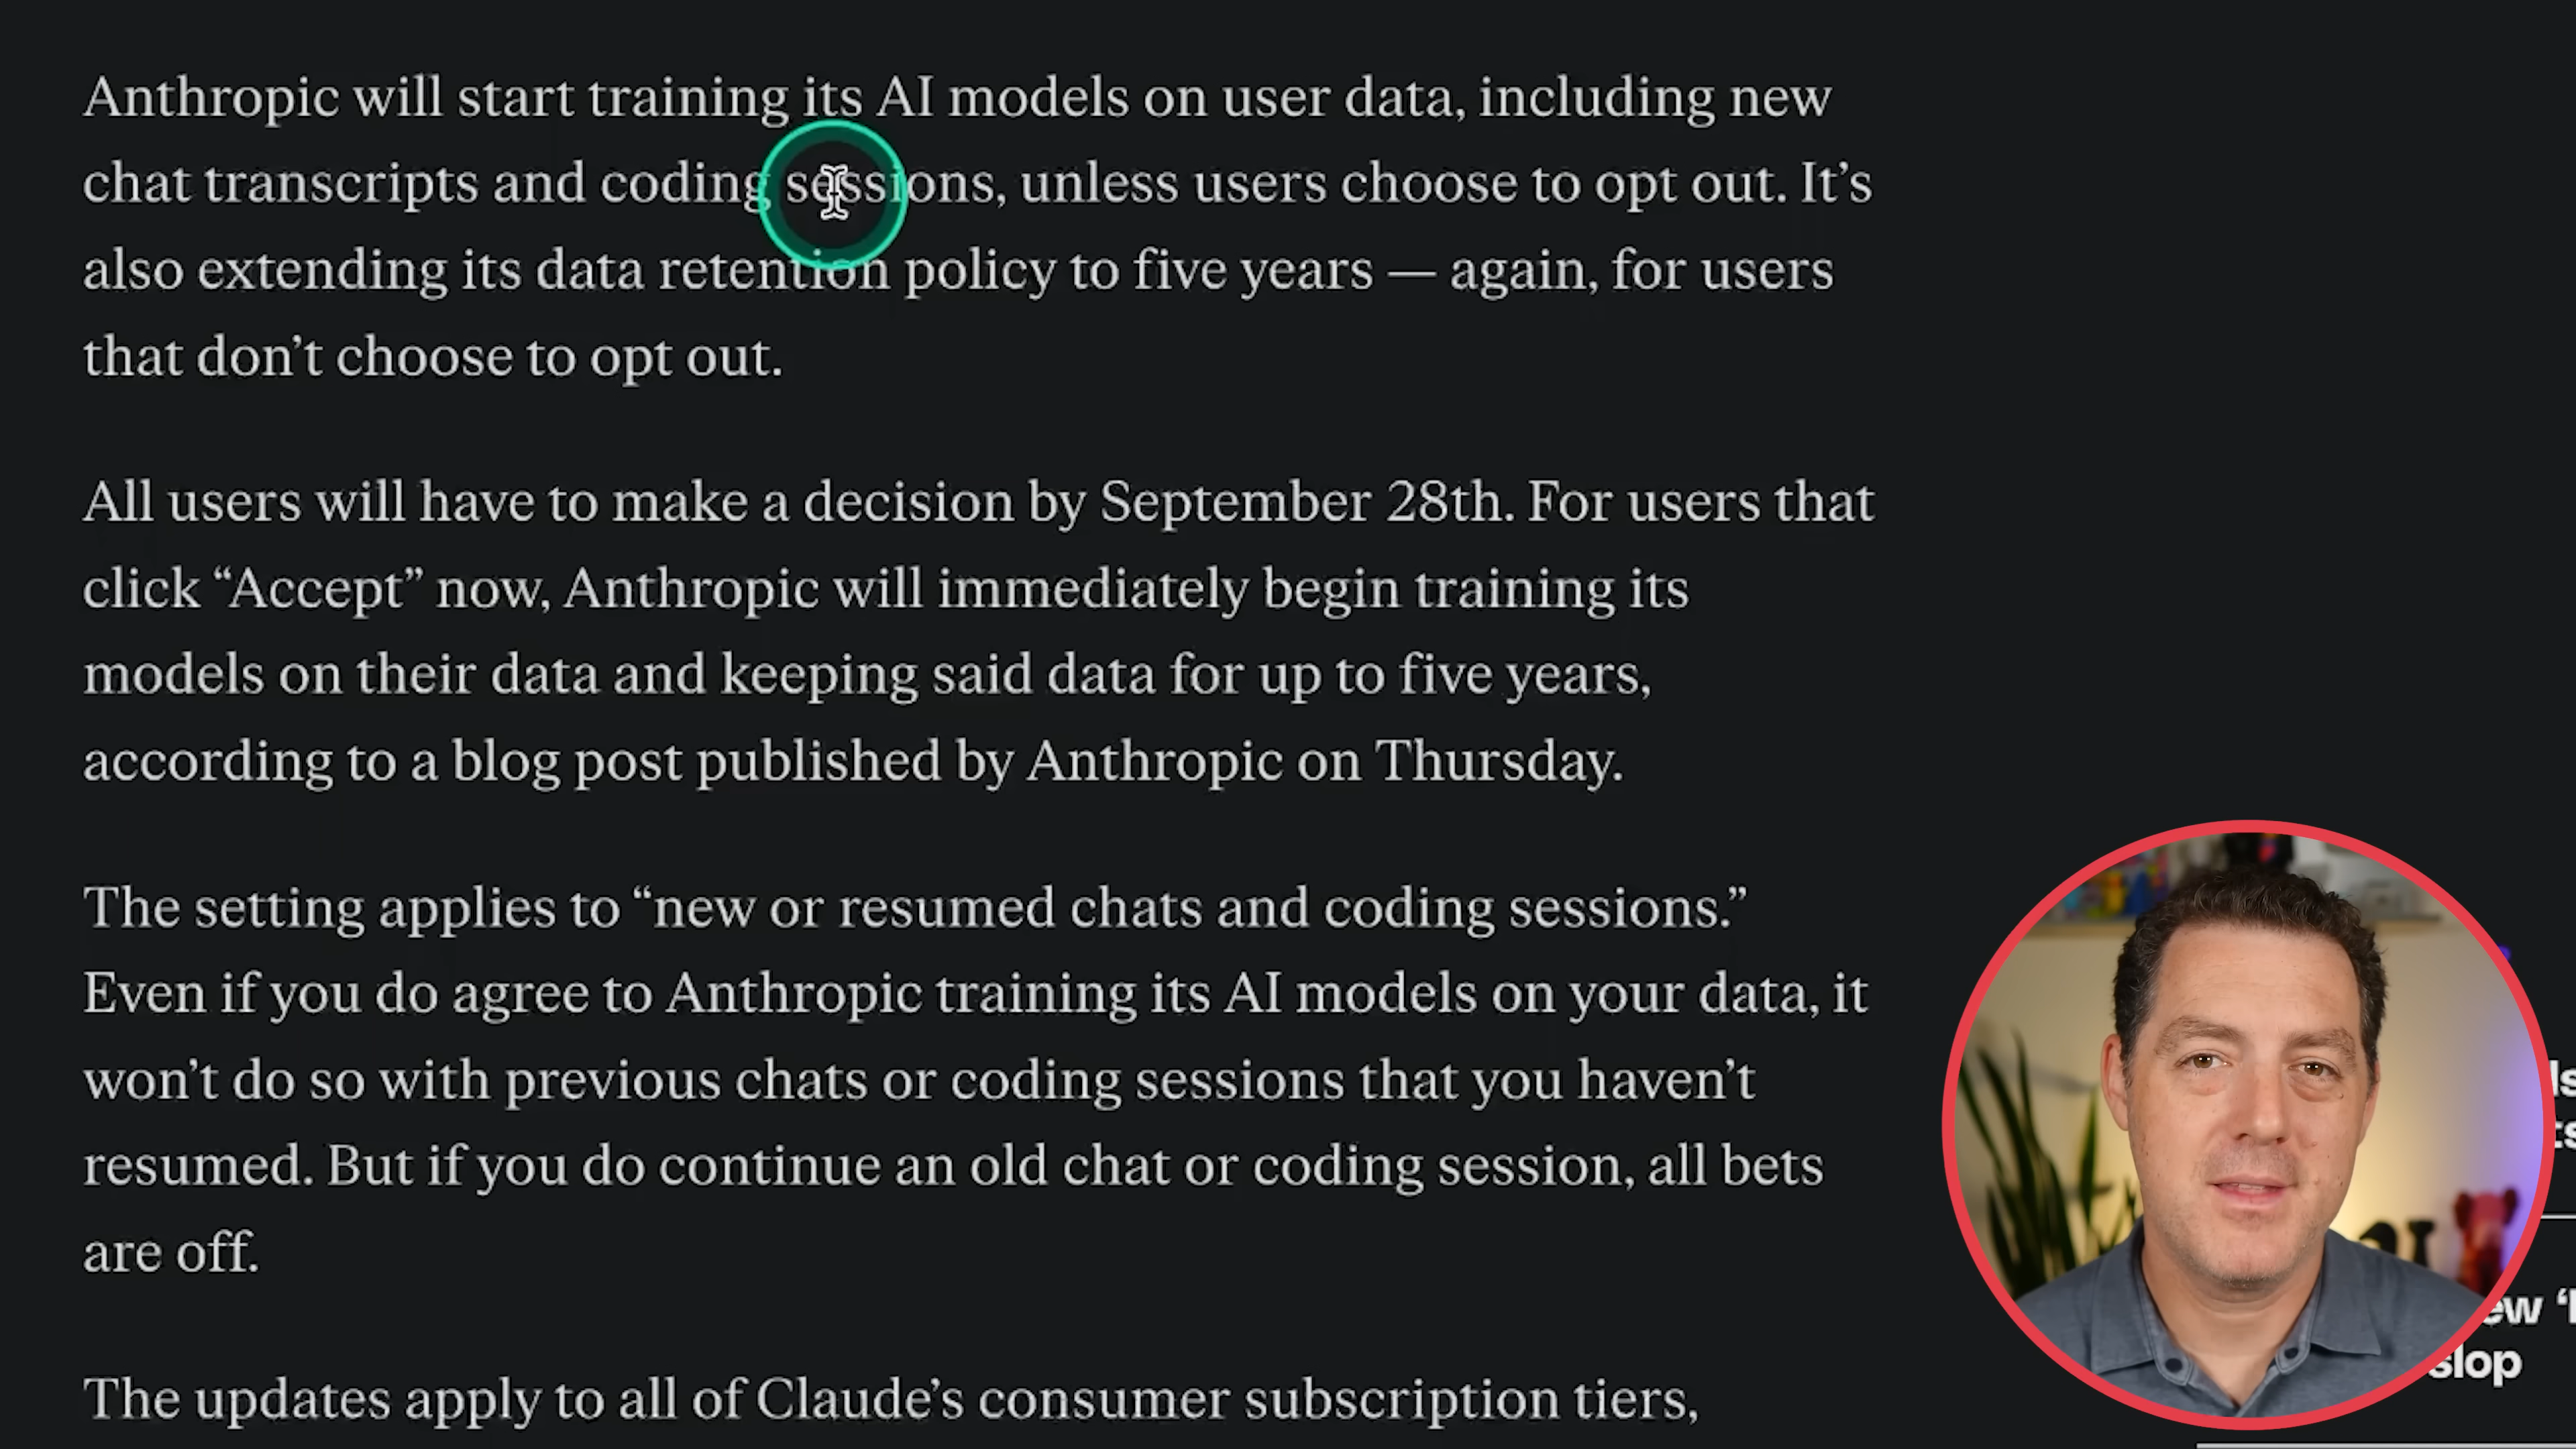 Anthropic will start training its AI models on user data, including new
chat transcripts and coding sessions, unless users choose to opt out. It’s
also extending its data retention policy to five years — again, for users
that don’t choose to opt out.
All users will have to make a decision by September 28th. For users that
click “Accept” now, Anthropic will immediately begin training its
models on their data and keeping said data for up to five years,
according to a blog post published by Anthropic on Thursday.
The setting applies to “new or resumed chats and coding sessions.”
Even if you do agree to Anthropic training its AI models on your data, it
won’t do so with previous chats or coding sessions that you haven’t
resumed. But if you do continue an old chat or coding session, all bets
are off.
The updates apply to all of Claude’s consumer subscription tiers,
slop